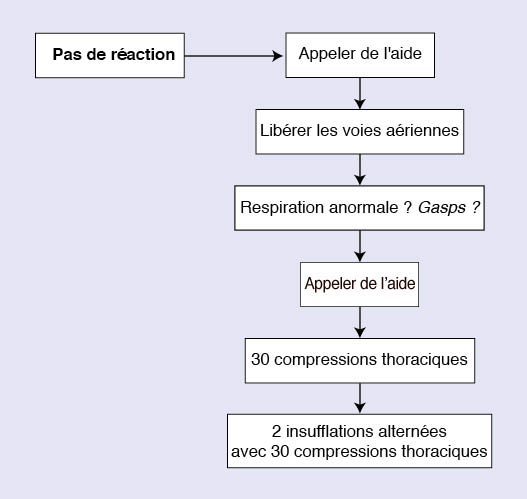 Pas de réaction
Appeler de l'aide
Libérer les voies aériennes
Respiration anormale ? Gasps ?
Appeler de l’aide
30 compressions thoraciques
2 insufflations alternées
avec 30 compressions thoraciques